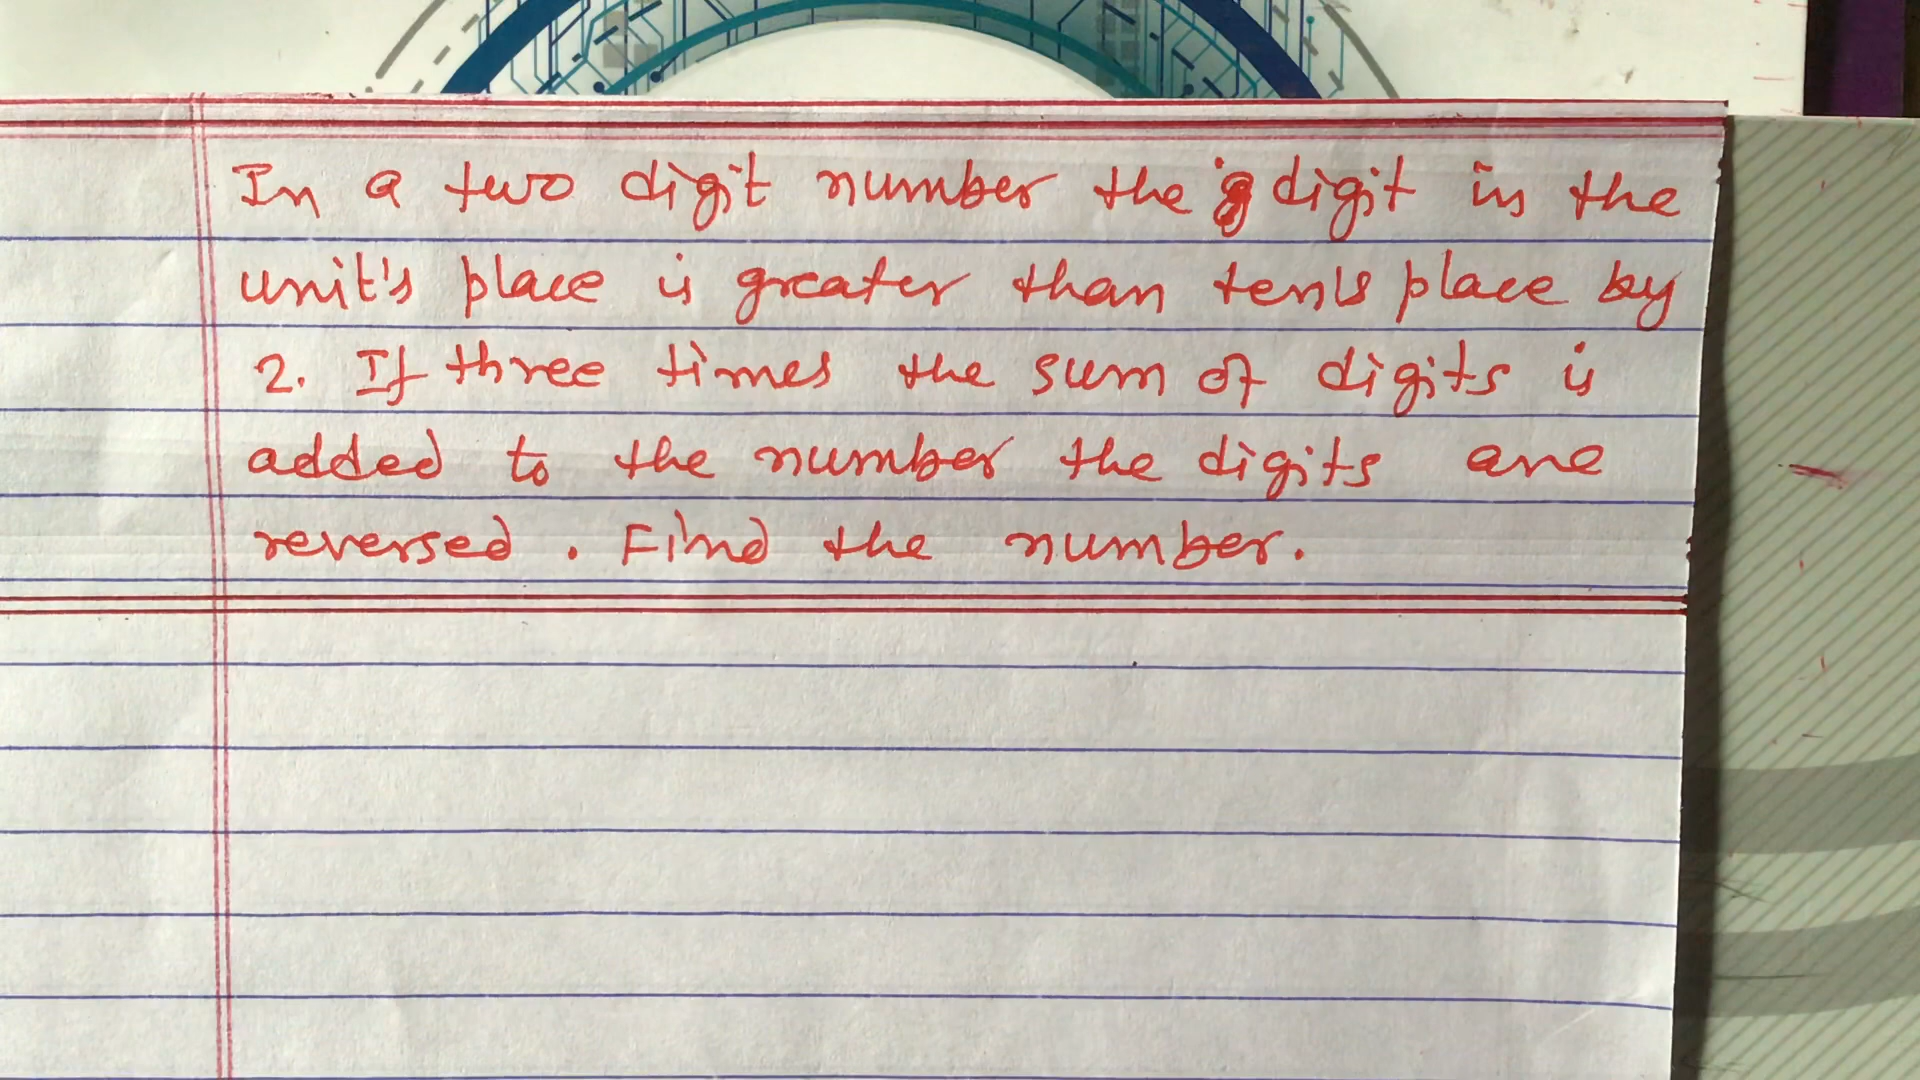 In a two digit number the digit in the
unit's place is greater than ten's place by
2. If three times the sum of digits is
added to the number the digits are
reversed. Find the number.